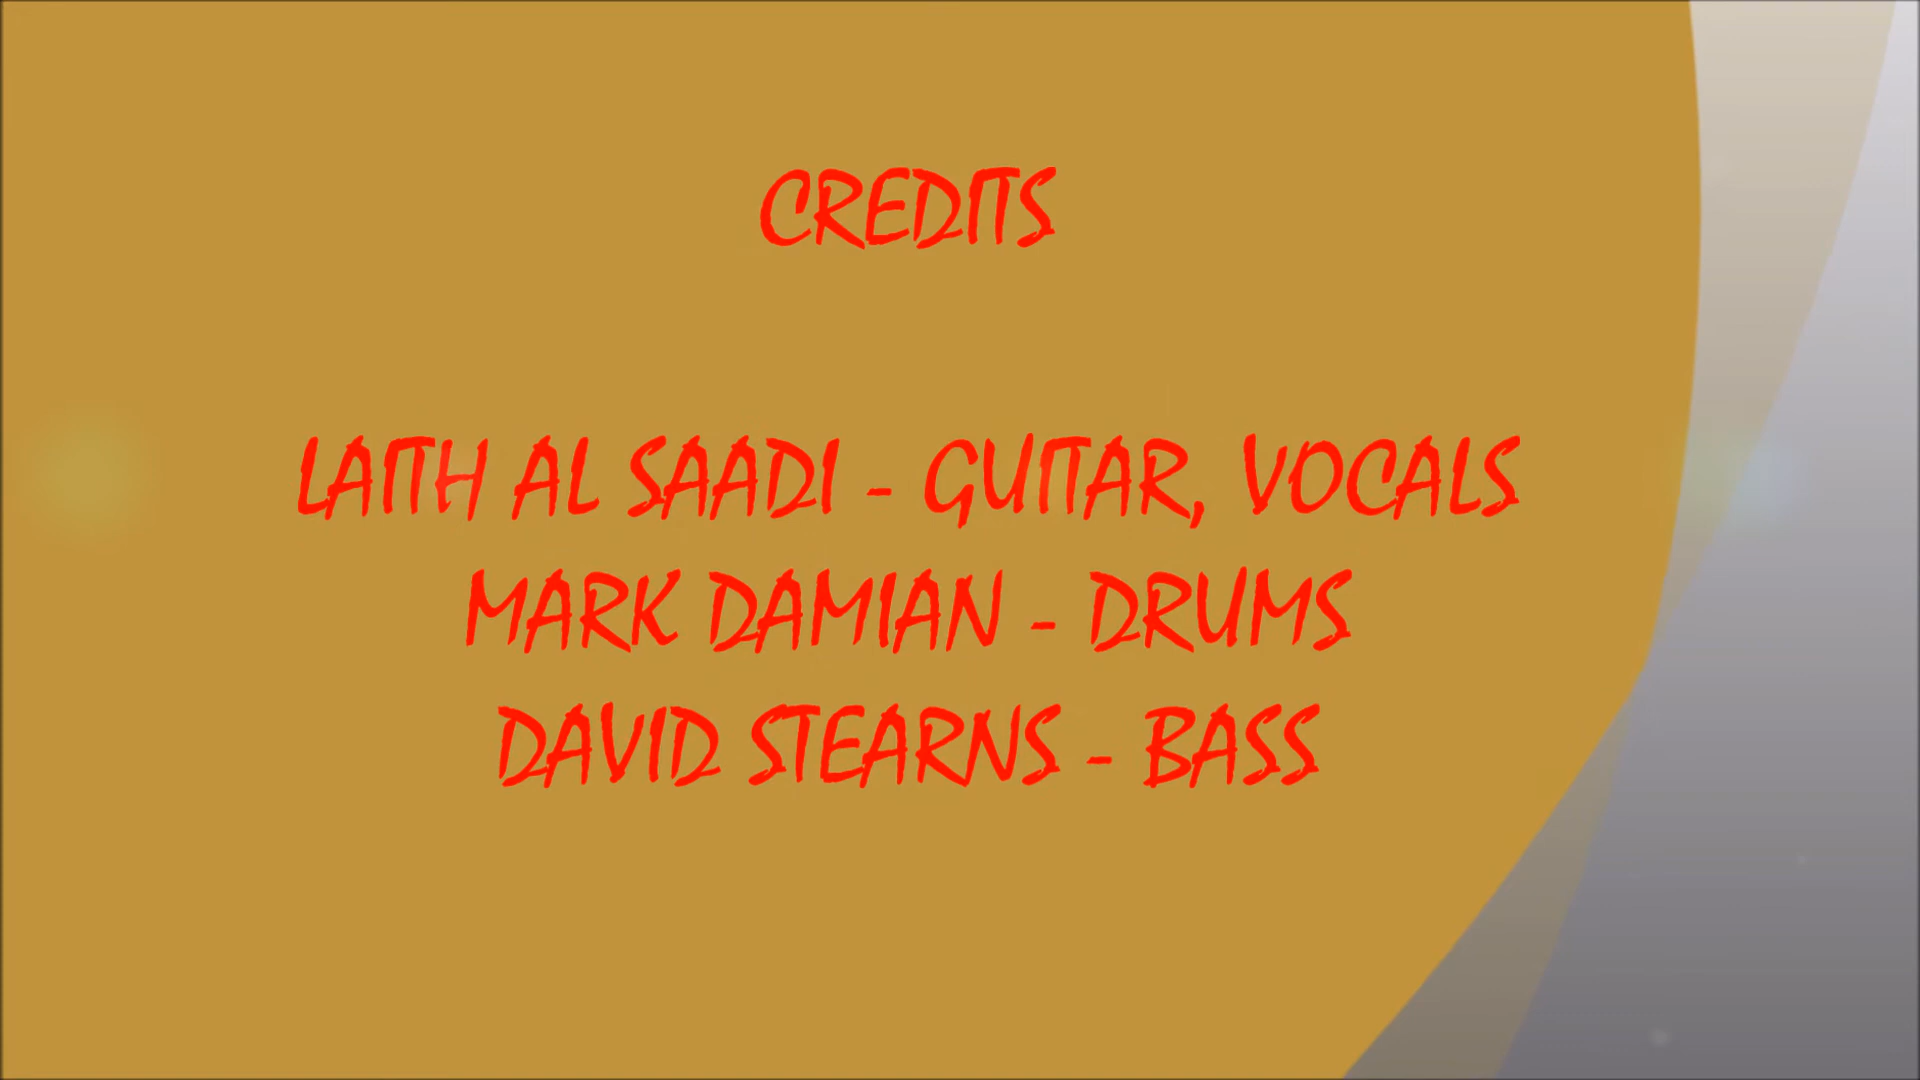 CREDITS
LAITH AL SAADI - GUITAR, VOCALS
MARK DAMIAN - DRUMS
DAVID STEARNS - BASS